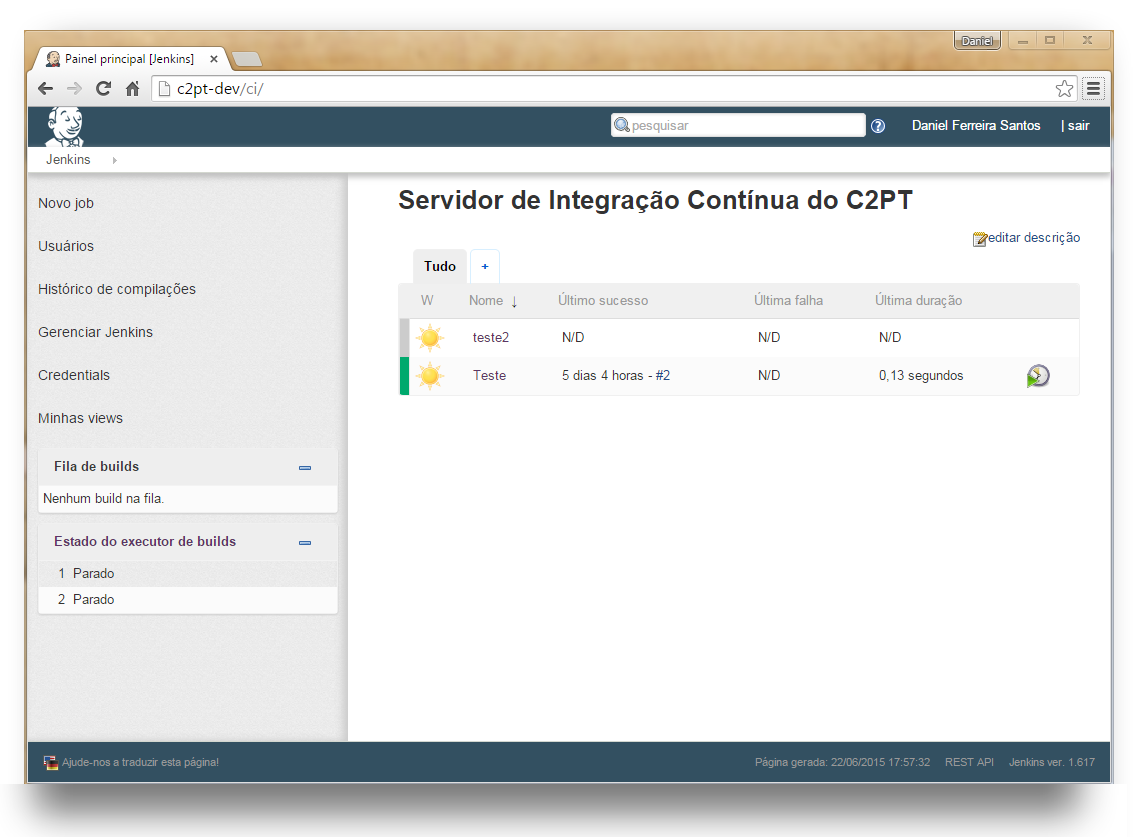 Daniel
Painel principal [Jenkins]
c2pt-dev/ci/
pesquisar
Daniel Ferreira Santos | sair
Jenkins
Novo job
Usuários
Histórico de compilações
Gerenciar Jenkins
Credentials
Minhas views
Fila de builds
Nenhum build na fila.
Estado do executor de builds
1 Parado
2 Parado
Servidor de Integração Contínua do C2PT
editar descrição
Tudo +
W Nome ↓ Último sucesso Última falha Última duração
teste2 N/D N/D N/D
Teste 5 dias 4 horas - #2 N/D 0,13 segundos
Ajude-nos a traduzir esta página!
Página gerada: 22/06/2015 17:57:32 REST API Jenkins ver. 1.617